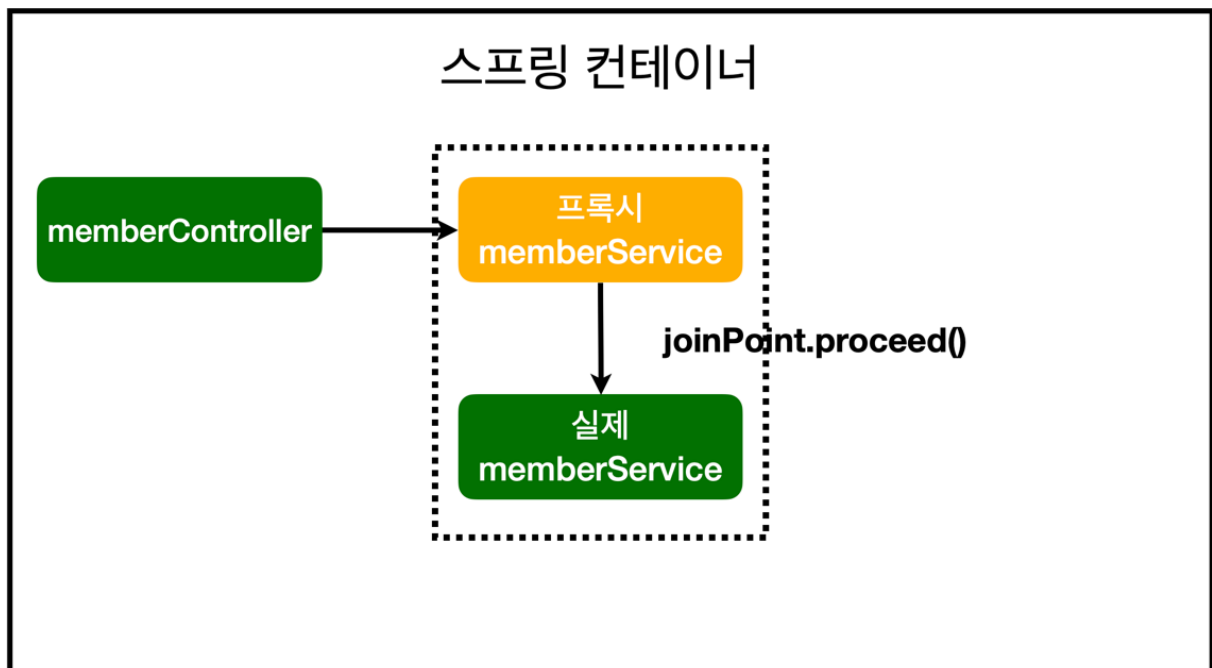 스프링 컨테이너
memberController
프록시
memberService
joinPoint.proceed()
실제
memberService